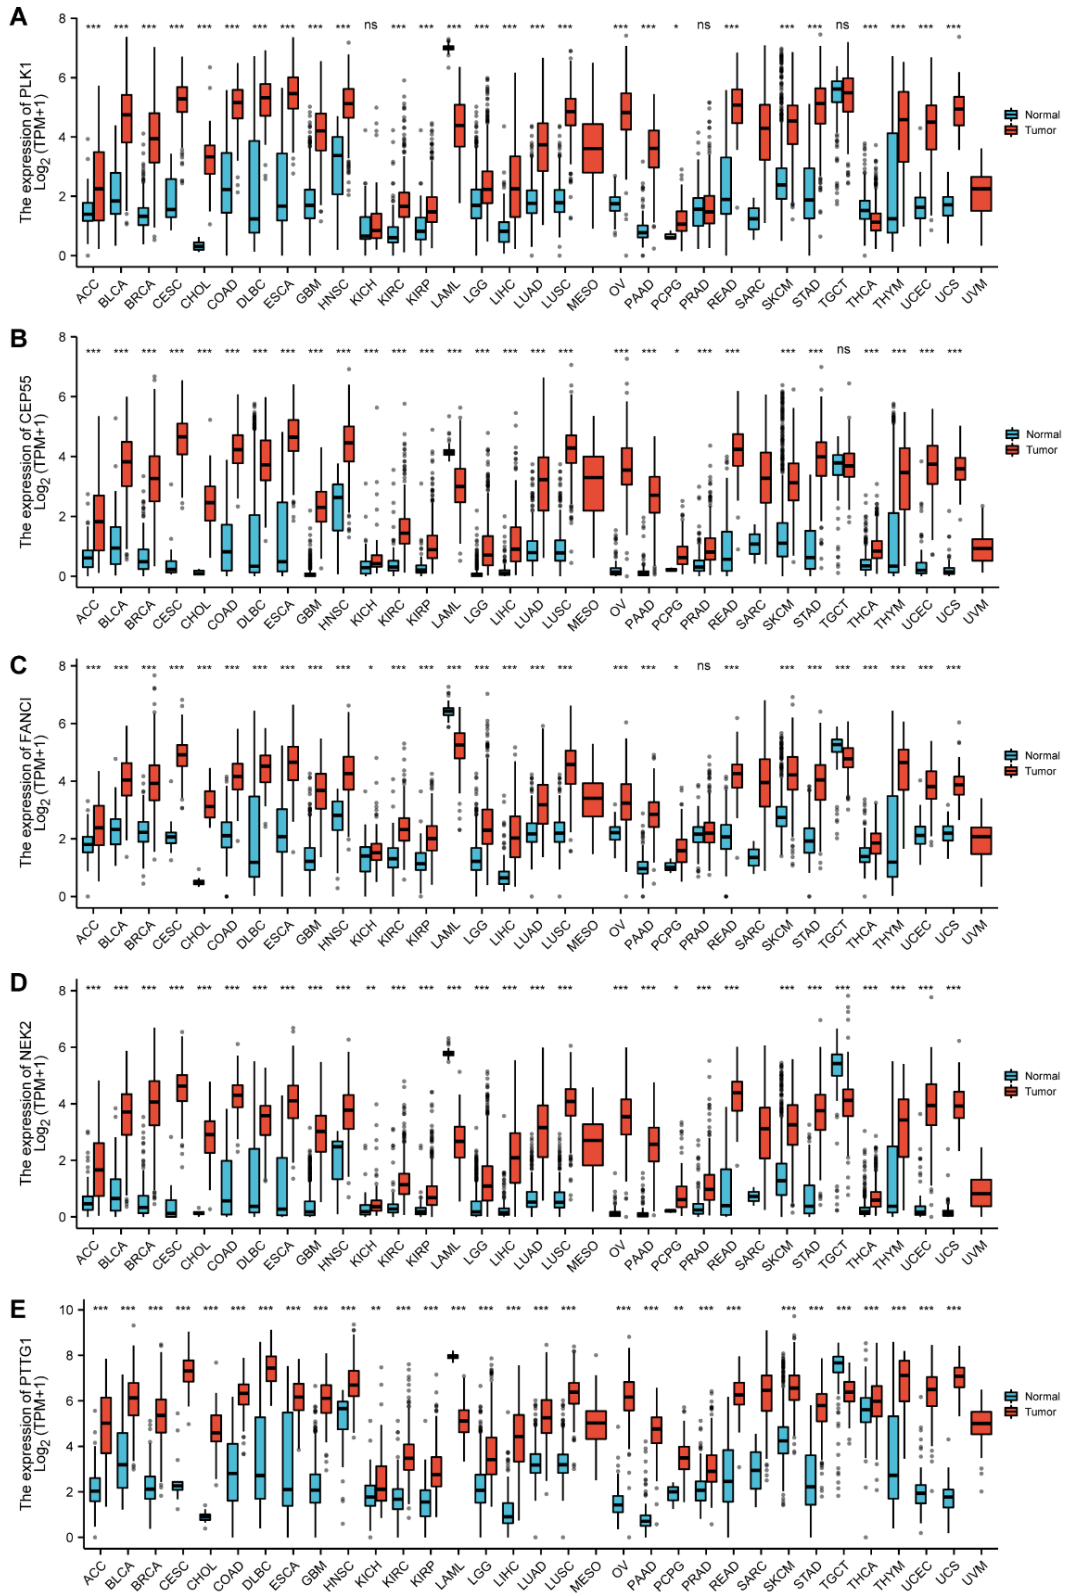 A
The expression of PLK1
Log2 (TPM+1)
8
6
4
2
0
*** *** *** *** *** *** *** *** *** *** ns *** *** *** *** *** *** *** *** *** * ns *** *** *** ns *** *** *** ***
Normal
Tumor
ACC BLCA BRCA CESC CHOL COAD DLBC ESCA GBM HNSC KICH KIRC KIRP LAML LGG LIHC LUAD LUSC MESO OV PAAD PCPG PRAD READ SARC SKCM STAD TGCT THCA THYM UCEC UCS UVM
B
The expression of CEP55
Log2 (TPM+1)
8
6
4
2
0
*** *** *** *** *** *** *** *** *** *** *** *** *** *** *** *** *** *** *** *** * *** *** *** *** ns *** *** *** ***
Normal
Tumor
ACC BLCA BRCA CESC CHOL COAD DLBC ESCA GBM HNSC KICH KIRC KIRP LAML LGG LIHC LUAD LUSC MESO OV PAAD PCPG PRAD READ SARC SKCM STAD TGCT THCA THYM UCEC UCS UVM
C
The expression of FANCI
Log2 (TPM+1)
8
6
4
2
0
*** *** *** *** *** *** *** *** *** *** * *** *** *** *** *** *** *** *** *** * ns *** *** *** *** *** *** *** ***
Normal
Tumor
ACC BLCA BRCA CESC CHOL COAD DLBC ESCA GBM HNSC KICH KIRC KIRP LAML LGG LIHC LUAD LUSC MESO OV PAAD PCPG PRAD READ SARC SKCM STAD TGCT THCA THYM UCEC UCS UVM
D
The expression of NEK2
Log2 (TPM+1)
8
6
4
2
0
*** *** *** *** *** *** *** *** *** *** ** *** *** *** *** *** *** *** *** *** * *** *** *** *** *** *** *** *** ***
Normal
Tumor
ACC BLCA BRCA CESC CHOL COAD DLBC ESCA GBM HNSC KICH KIRC KIRP LAML LGG LIHC LUAD LUSC MESO OV PAAD PCPG PRAD READ SARC SKCM STAD TGCT THCA THYM UCEC UCS UVM
E
The expression of PTTG1
Log2 (TPM+1)
10
8
6
4
2
0
*** *** *** *** *** *** *** *** *** *** ** *** *** *** *** *** *** *** *** *** ** *** *** *** *** *** *** *** *** ***
Normal
Tumor
ACC BLCA BRCA CESC CHOL COAD DLBC ESCA GBM HNSC KICH KIRC KIRP LAML LGG LIHC LUAD LUSC MESO OV PAAD PCPG PRAD READ SARC SKCM STAD TGCT THCA THYM UCEC UCS UVM